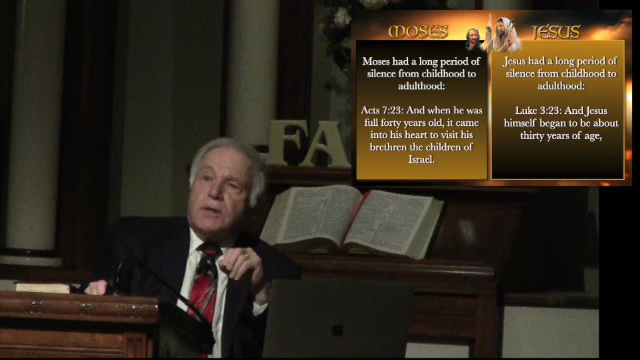 MOSES
Moses had a long period of
silence from childhood to
adulthood:
Acts 7:23: And when he was
full forty years old, it came
into his heart to visit his
brethren the children of
Israel.
JESUS
Jesus had a long period of
silence from childhood to
adulthood:
Luke 3:23: And Jesus
himself began to be about
thirty years of age,
FA